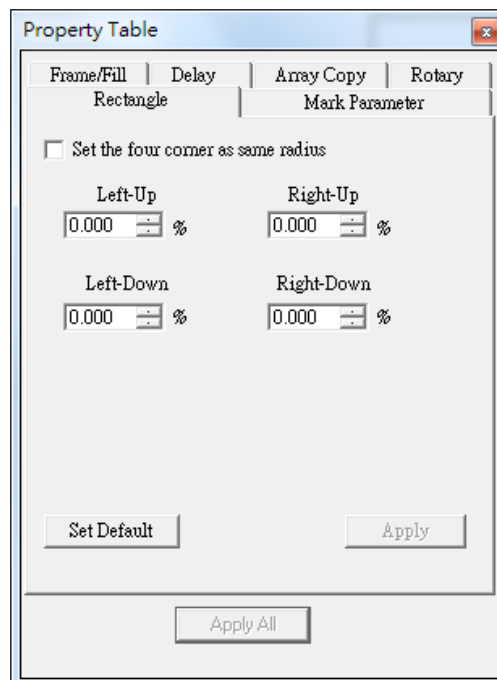 Property Table
Frame/Fill Delay Array Copy Rotary
Rectangle Mark Parameter
Set the four corner as same radius
Left-Up Right-Up
0.000 % 0.000 %
Left-Down Right-Down
0.000 % 0.000 %
Set Default Apply
Apply All